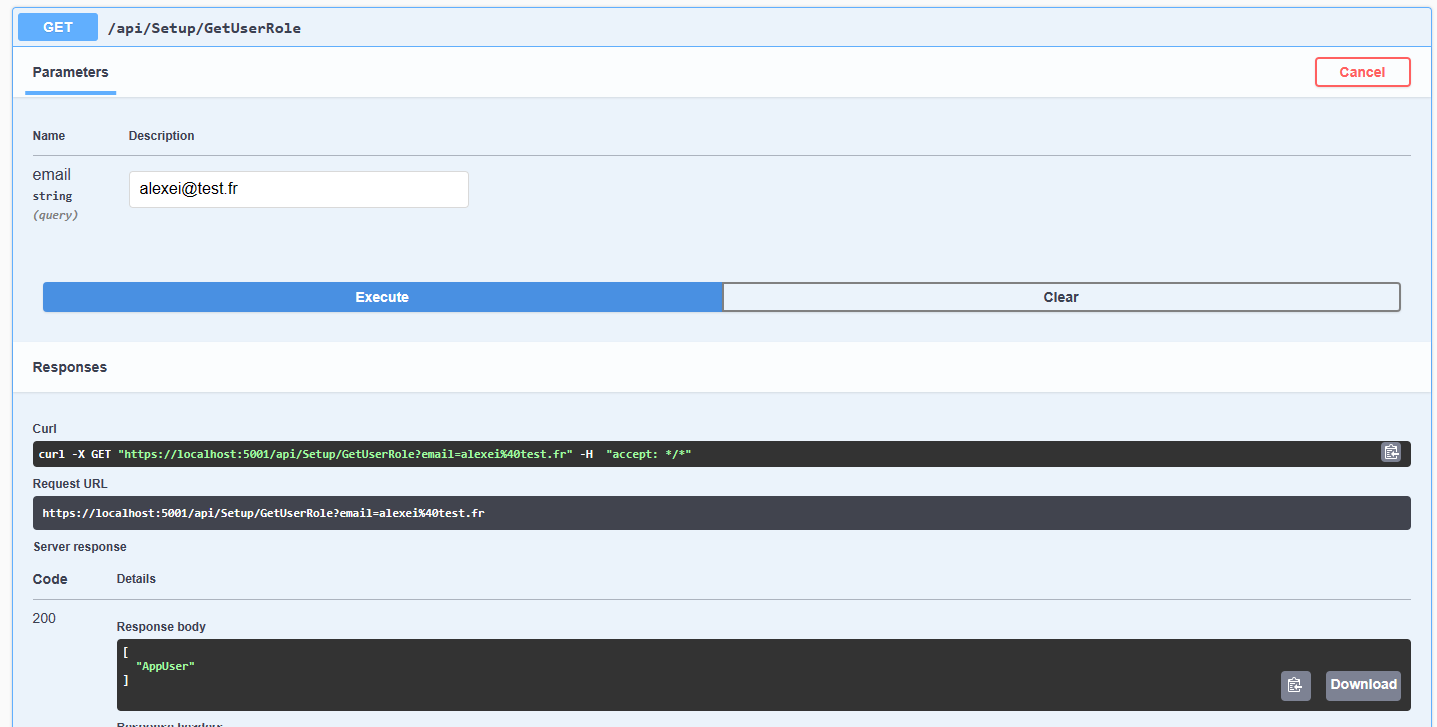 GET /api/Setup/GetUserRole
Parameters
Cancel
Name Description
email
string
(query)
alexei@test.fr
Execute Clear
Responses
Curl
curl -X GET "https://localhost:5001/api/Setup/GetUserRole?email=alexei%40test.fr" -H  "accept: */*"
Request URL
https://localhost:5001/api/Setup/GetUserRole?email=alexei%40test.fr
Server response
Code Details
200
Response body
[
  "AppUser"
]
Download
Response headers